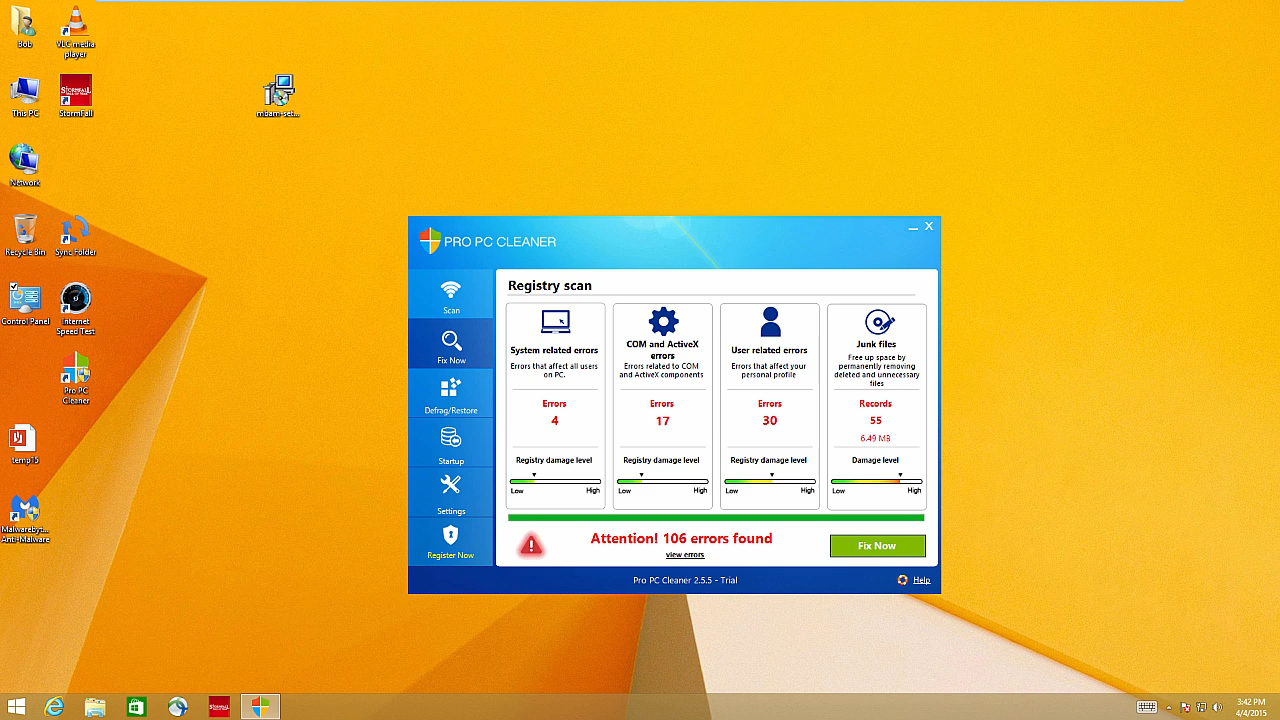 Bob
VLC media
player
This PC
STORMFALL
StormFall
mbam-set...
Network
Recycle Bin
Sync Folder
Control Panel
Internet
Speed Test
Pro PC
Cleaner
temp15
Malwareby...
Anti-Malware
PRO PC CLEANER
Scan
Fix Now
Defrag/Restore
Startup
Settings
Register Now
Registry scan
System related errors
Errors that affect all users
on PC.
Errors
4
Registry damage level
Low High
COM and ActiveX
errors
Errors related to COM
and ActiveX components
Errors
17
Registry damage level
Low High
User related errors
Errors that affect your
personal profile
Errors
30
Registry damage level
Low High
Junk files
Free up space by
permanently removing
deleted and unnecessary
files
Records
55
6.49 MB
Damage level
Low High
Attention! 106 errors found
view errors
Fix Now
Pro PC Cleaner 2.5.5 - Trial
Help
3:42 PM
4/4/2015